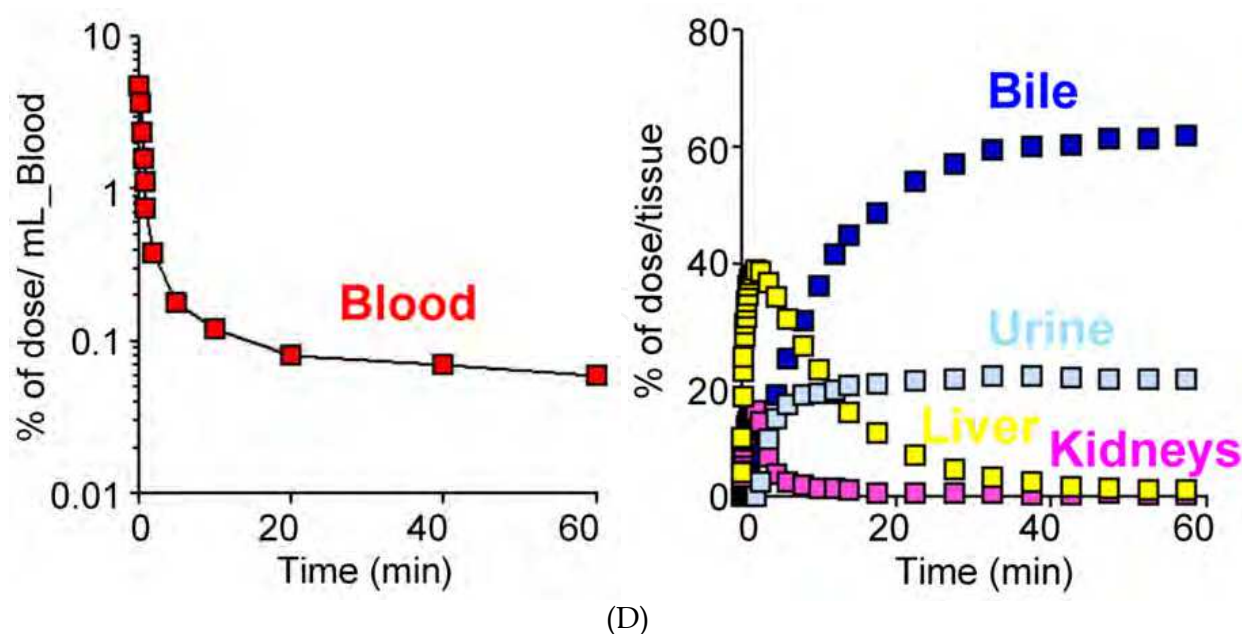 % of dose/ mL_Blood
10
1
0.1
0.01
Blood
0
20
40
60
Time (min)
% of dose/tissue
80
60
40
20
0
Bile
Urine
Liver
Kidneys
0
20
40
60
Time (min)
(D)